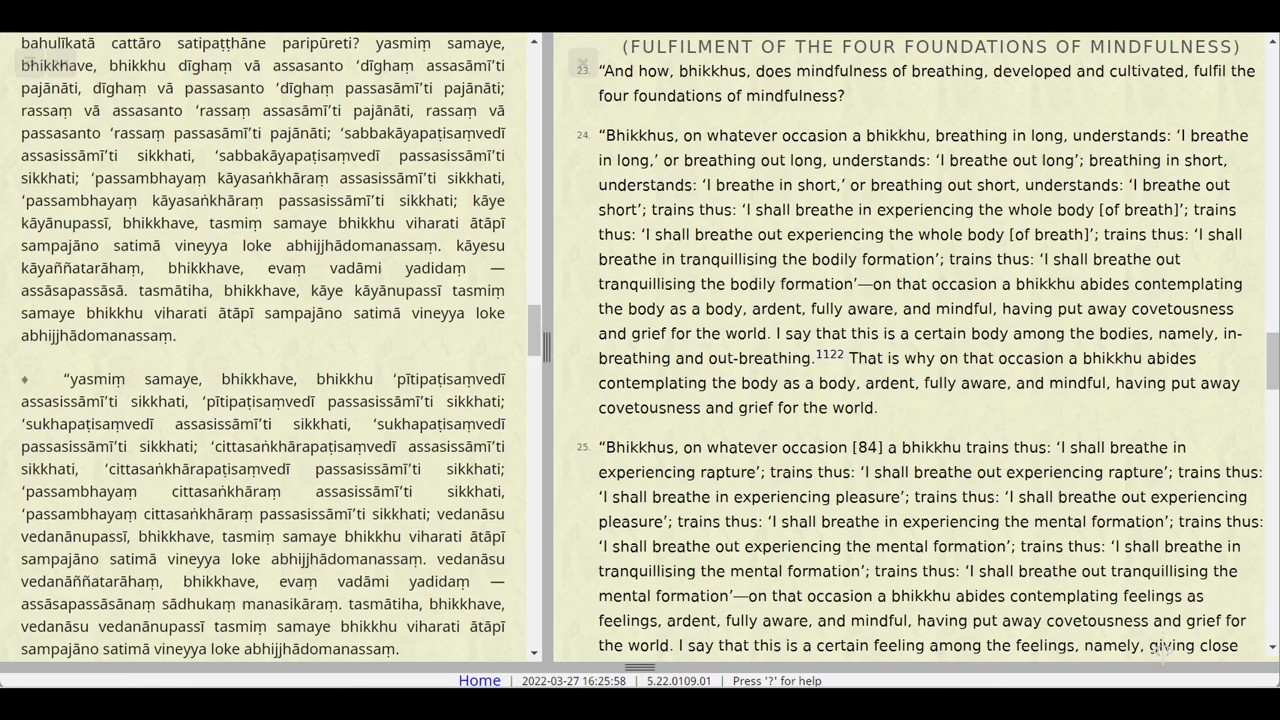 bahulīkatā cattāro satipaṭṭhāne paripūreti? yasmiṃ samaye,
bhikkhave, bhikkhu dīghaṃ vā assasanto ‘dīghaṃ assasāmī’ti
pajānāti, dīghaṃ vā passasanto ‘dīghaṃ passasāmī’ti pajānāti;
rassaṃ vā assasanto ‘rassaṃ assasāmī’ti pajānāti, rassaṃ vā
passasanto ‘rassaṃ passasāmī’ti pajānāti; ‘sabbakāyapaṭisaṃvedī
assasissāmī’ti sikkhati, ‘sabbakāyapaṭisaṃvedī passasissāmī’ti
sikkhati; ‘passambhayaṃ kāyasaṅkhāraṃ assasissāmī’ti sikkhati,
‘passambhayaṃ kāyasaṅkhāraṃ passasissāmī’ti sikkhati; kāye
kāyānupassī, bhikkhave, tasmiṃ samaye bhikkhu viharati ātāpī
sampajāno satimā vineyya loke abhijjhādomanassaṃ. kāyesu
kāyaññatarāhaṃ, bhikkhave, evaṃ vadāmi yadidaṃ —
assāsapassāsā. tasmātiha, bhikkhave, kāye kāyānupassī tasmiṃ
samaye bhikkhu viharati ātāpī sampajāno satimā vineyya loke
abhijjhādomanassaṃ.
♦ “yasmiṃ samaye, bhikkhave, bhikkhu ‘pītipaṭisaṃvedī
assasissāmī’ti sikkhati, ‘pītipaṭisaṃvedī passasissāmī’ti sikkhati;
‘sukhapaṭisaṃvedī assasissāmī’ti sikkhati, ‘sukhapaṭisaṃvedī
passasissāmī’ti sikkhati; ‘cittasaṅkhārapaṭisaṃvedī assasissāmī’ti
sikkhati, ‘cittasaṅkhārapaṭisaṃvedī passasissāmī’ti sikkhati;
‘passambhayaṃ cittasaṅkhāraṃ assasissāmī’ti sikkhati,
‘passambhayaṃ cittasaṅkhāraṃ passasissāmī’ti sikkhati; vedanāsu
vedanānupassī, bhikkhave, tasmiṃ samaye bhikkhu viharati ātāpī
sampajāno satimā vineyya loke abhijjhādomanassaṃ. vedanāsu
vedanāññatarāhaṃ, bhikkhave, evaṃ vadāmi yadidaṃ —
assāsapassāsānaṃ sādhukaṃ manasikāraṃ. tasmātiha, bhikkhave,
vedanāsu vedanānupassī tasmiṃ samaye bhikkhu viharati ātāpī
sampajāno satimā vineyya loke abhijjhādomanassaṃ.
(FULFILMENT OF THE FOUR FOUNDATIONS OF MINDFULNESS)
23. “And how, bhikkhus, does mindfulness of breathing, developed and cultivated, fulfil the
four foundations of mindfulness?
24. “Bhikkhus, on whatever occasion a bhikkhu, breathing in long, understands: ‘I breathe
in long,’ or breathing out long, understands: ‘I breathe out long’; breathing in short,
understands: ‘I breathe in short,’ or breathing out short, understands: ‘I breathe out
short’; trains thus: ‘I shall breathe in experiencing the whole body [of breath]’; trains
thus: ‘I shall breathe out experiencing the whole body [of breath]’; trains thus: ‘I shall
breathe in tranquillising the bodily formation’; trains thus: ‘I shall breathe out
tranquillising the bodily formation’—on that occasion a bhikkhu abides contemplating
the body as a body, ardent, fully aware, and mindful, having put away covetousness
and grief for the world. I say that this is a certain body among the bodies, namely, in-
breathing and out-breathing.1122 That is why on that occasion a bhikkhu abides
contemplating the body as a body, ardent, fully aware, and mindful, having put away
covetousness and grief for the world.
25. “Bhikkhus, on whatever occasion [84] a bhikkhu trains thus: ‘I shall breathe in
experiencing rapture’; trains thus: ‘I shall breathe out experiencing rapture’; trains thus:
‘I shall breathe in experiencing pleasure’; trains thus: ‘I shall breathe out experiencing
pleasure’; trains thus: ‘I shall breathe in experiencing the mental formation’; trains thus:
‘I shall breathe out experiencing the mental formation’; trains thus: ‘I shall breathe in
tranquillising the mental formation’; trains thus: ‘I shall breathe out tranquillising the
mental formation’—on that occasion a bhikkhu abides contemplating feelings as
feelings, ardent, fully aware, and mindful, having put away covetousness and grief for
the world. I say that this is a certain feeling among the feelings, namely, giving close
Home | 2022-03-27 16:25:58 | 5.22.0109.01 | Press ’?’ for help